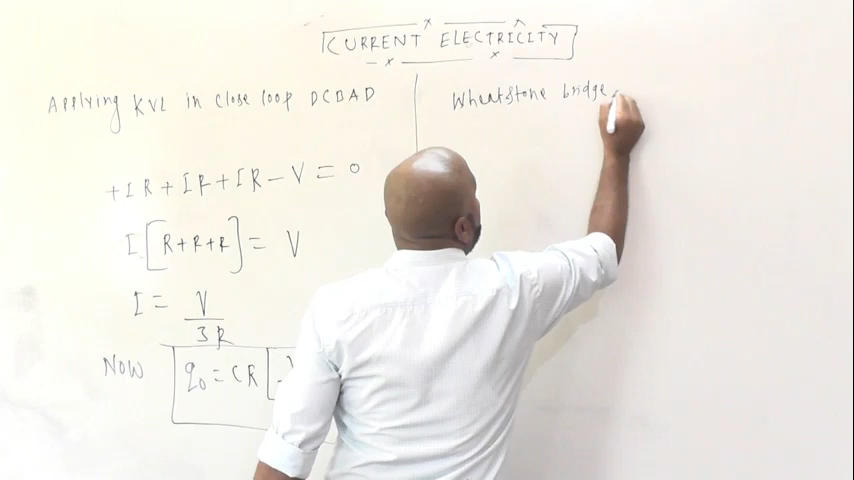 CURRENT ELECTRICITY
Applying KVL in close loop DCBAD
+IR + IR + IR - V = 0
I [R+R+R] = V
I = V
3R
NOW q₀ = CR
Wheatstone bridge